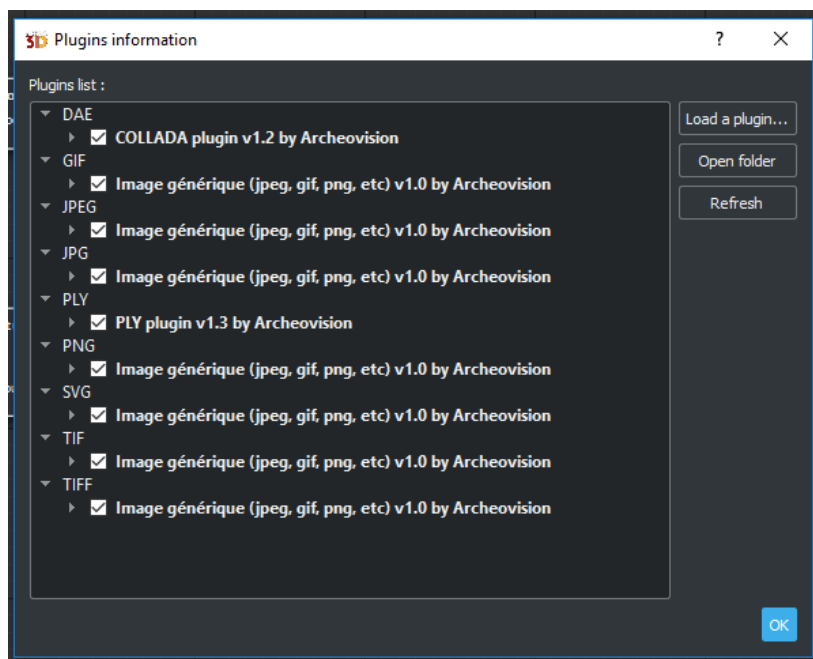 3D Plugins information
?
Plugins list :
DAE
COLLADA plugin v1.2 by Archeovision
GIF
Image générique (jpeg, gif, png, etc) v1.0 by Archeovision
JPEG
Image générique (jpeg, gif, png, etc) v1.0 by Archeovision
JPG
Image générique (jpeg, gif, png, etc) v1.0 by Archeovision
PLY
PLY plugin v1.3 by Archeovision
PNG
Image générique (jpeg, gif, png, etc) v1.0 by Archeovision
SVG
Image générique (jpeg, gif, png, etc) v1.0 by Archeovision
TIF
Image générique (jpeg, gif, png, etc) v1.0 by Archeovision
TIFF
Image générique (jpeg, gif, png, etc) v1.0 by Archeovision
Load a plugin...
Open folder
Refresh
OK